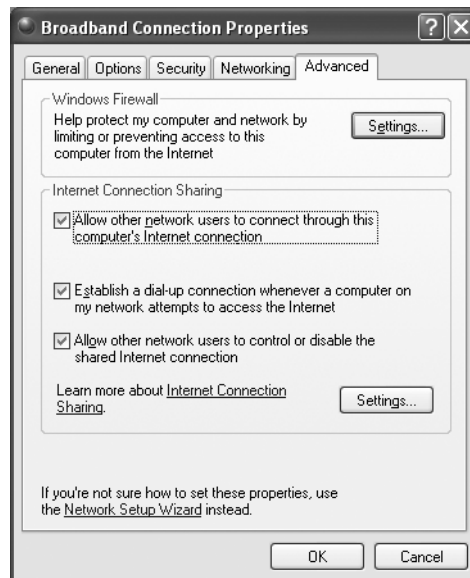 Broadband Connection Properties
General Options Security Networking Advanced
Windows Firewall
Help protect my computer and network by
limiting or preventing access to this
computer from the Internet
Settings...
Internet Connection Sharing
Allow other network users to connect through this
computer's Internet connection
Establish a dial-up connection whenever a computer on
my network attempts to access the Internet
Allow other network users to control or disable the
shared Internet connection
Learn more about Internet Connection
Sharing.
Settings...
If you're not sure how to set these properties, use
the Network Setup Wizard instead.
OK Cancel